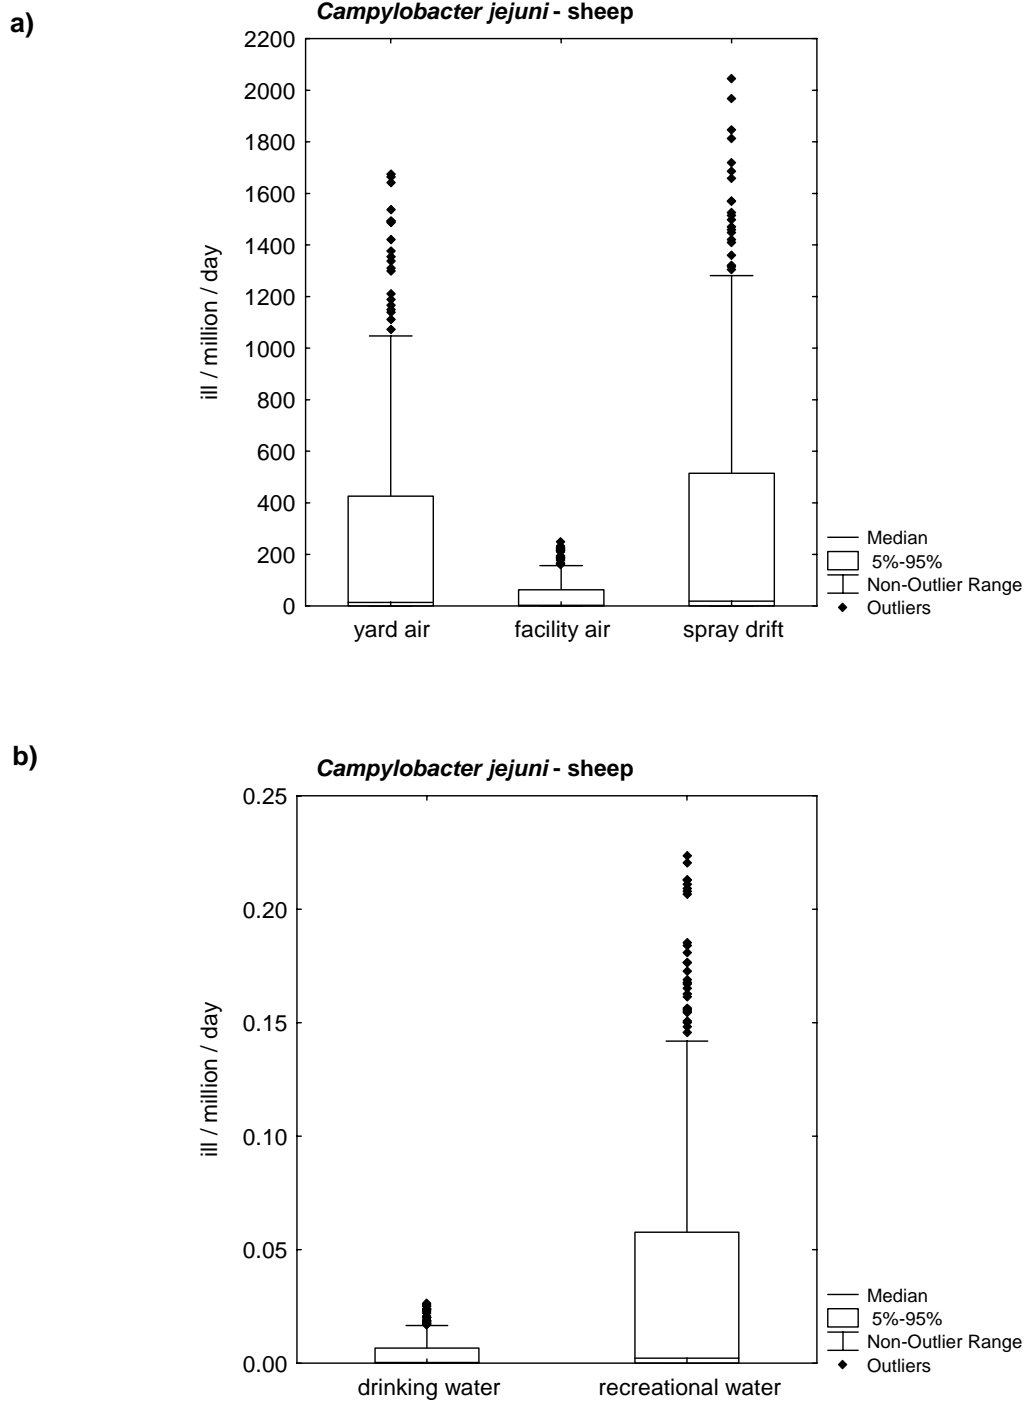 a)
Campylobacter jejuni - sheep
2200
2000
1800
1600
1400
1200
1000
800
600
400
200
0
ill / million / day
yard air facility air spray drift
Median
5%-95%
Non-Outlier Range
Outliers
b)
Campylobacter jejuni - sheep
0.25
0.20
0.15
0.10
0.05
0.00
ill / million / day
drinking water recreational water
Median
5%-95%
Non-Outlier Range
Outliers